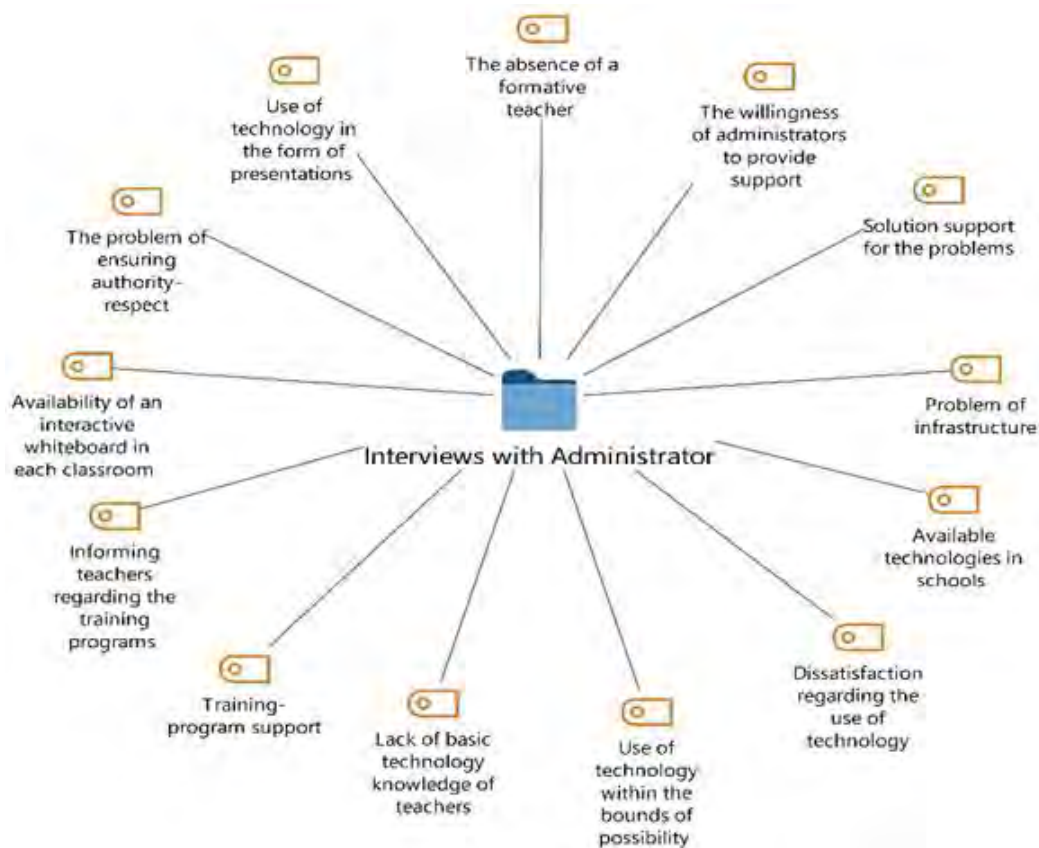 The absence of a
formative
teacher
Use of
technology in
the form of
presentations
The willingness
of administrators
to provide
support
The problem of
ensuring
authority-
respect
Solution support
for the problems
Availability of an
interactive
whiteboard in
each classroom
Problem of
infrastructure
Interviews with Administrator
Informing
teachers
regarding the
training
programs
Available
technologies in
schools
Training-
program support
Lack of basic
technology
knowledge of
teachers
Use of
technology
within the
bounds of
possibility
Dissatisfaction
regarding the
use of
technology